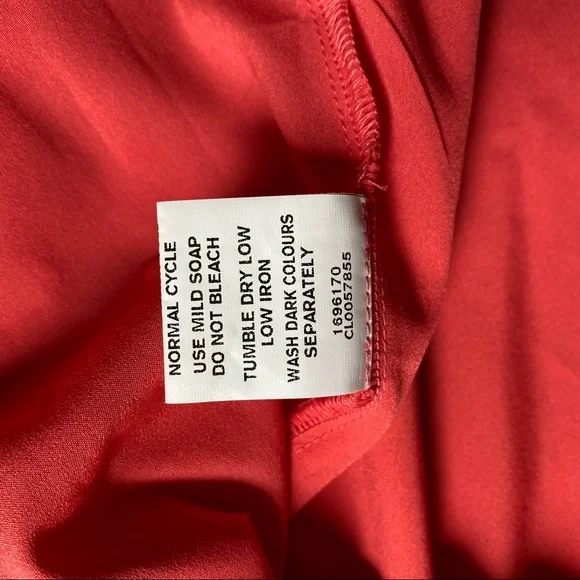 NORMAL CYCLE
USE MILD SOAP
DO NOT BLEACH
TUMBLE DRY LOW
LOW IRON
WASH DARK COLOURS
SEPARATELY
1696170
CL0057855